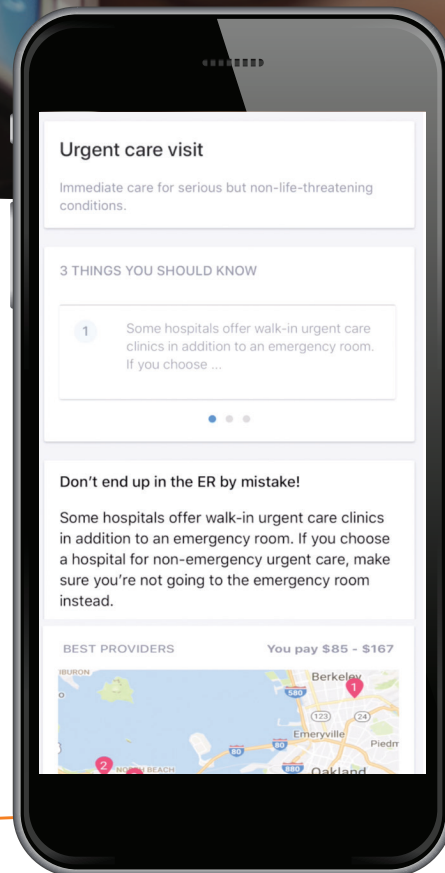 Urgent care visit
Immediate care for serious but non-life-threatening
conditions.
3 THINGS YOU SHOULD KNOW
1
Some hospitals offer walk-in urgent care
clinics in addition to an emergency room.
If you choose ...
Don't end up in the ER by mistake!
Some hospitals offer walk-in urgent care clinics
in addition to an emergency room. If you choose
a hospital for non-emergency urgent care, make
sure you're not going to the emergency room
instead.
BEST PROVIDERS You pay $85 - $167
IBURON
Berkeley
1
580
123 24
Emeryville
80 80
Piedm
2
NORTH BEACH
880
Oakland